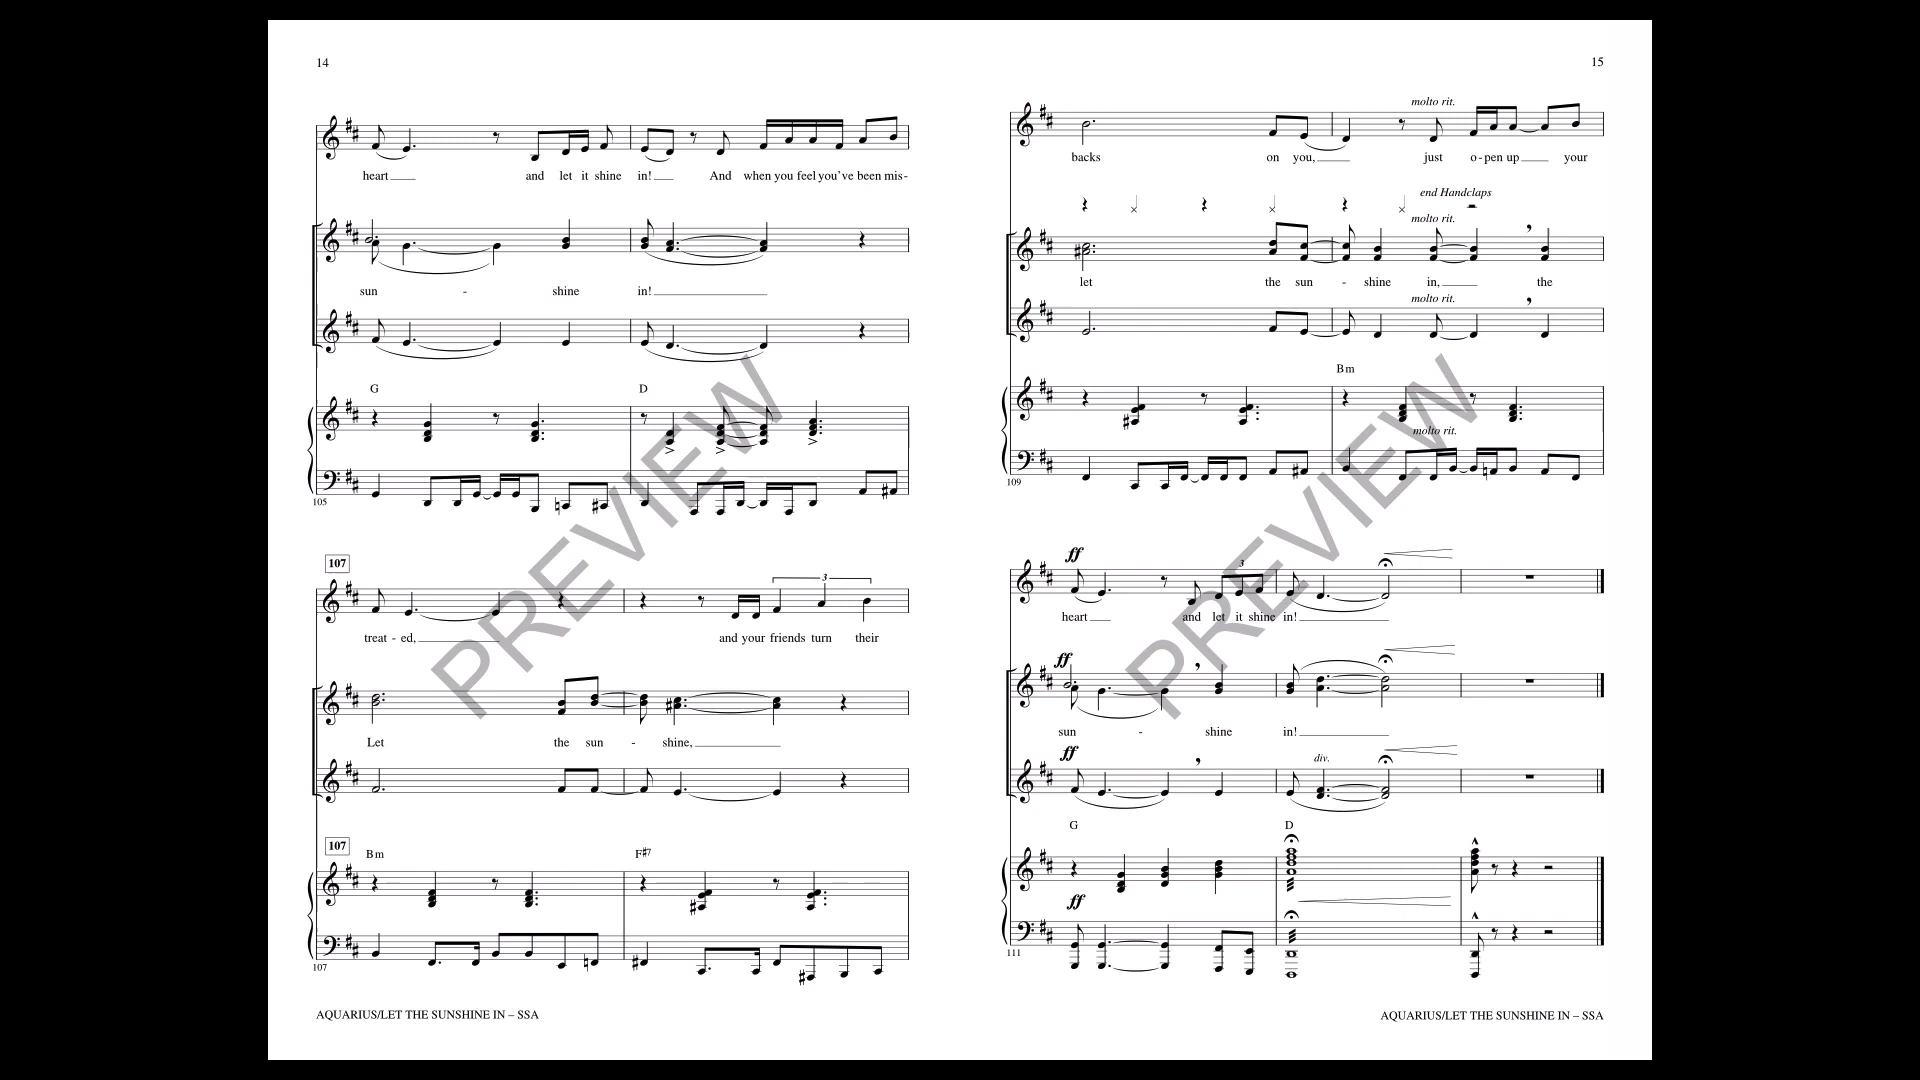 14
heart and let it shine in! And when you feel you've been mis-
sun - shine in!
G D
105
107
3
treat - ed, and your friends turn their
Let the sun - shine,
107
Bm F#7
107
AQUARIUS/LET THE SUNSHINE IN – SSA
15
molto rit.
backs on you, just o - pen up your
end Handclaps
molto rit.
let the sun - shine in, the
molto rit.
Bm
molto rit.
109
ff
3
heart and let it shine in!
ff
sun - shine in!
ff
div.
G D
ff
111
AQUARIUS/LET THE SUNSHINE IN – SSA
PREVIEW
PREVIEW